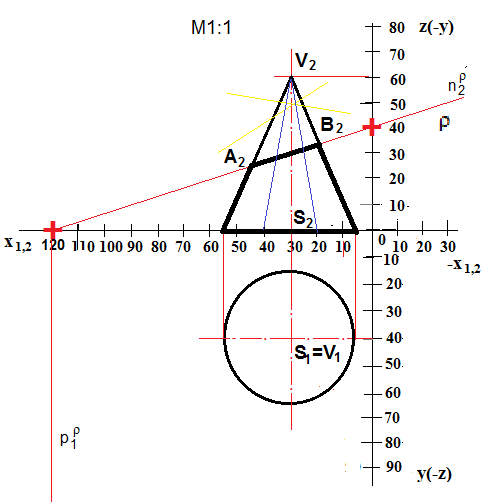 M1:1
80 z(-y)
70
V₂
60
n₂ᵖ
50
B₂
40
ρ
A₂
30
20
S₂
10
x₁,₂ 120 110 100 90 80 70 60 50 40 30 20 10 0 10 20 30 -x₁,₂
10
20
30
S₁=V₁
40
50
60
70
p₁ᵖ
80
90 y(-z)